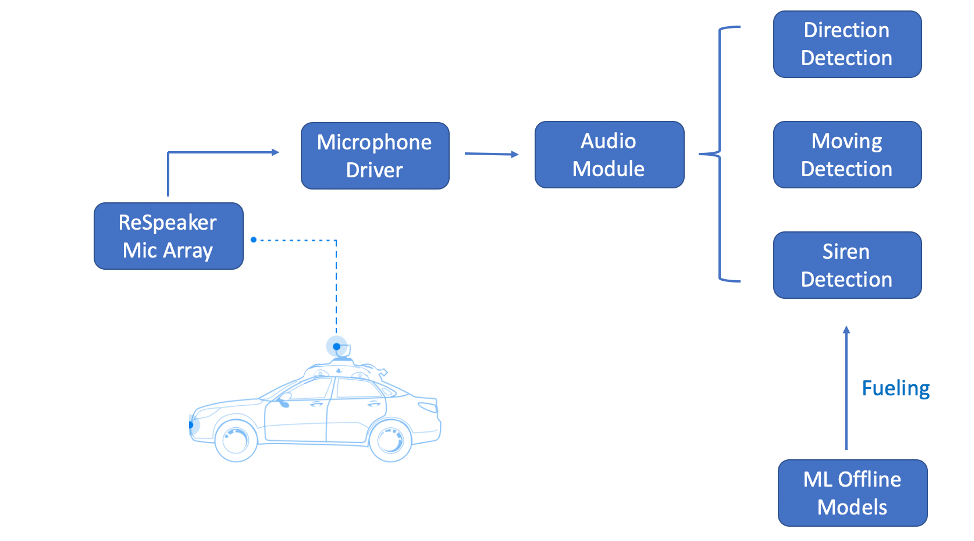 Direction
Detection
Microphone
Driver
Audio
Module
Moving
Detection
ReSpeaker
Mic Array
Siren
Detection
Fueling
ML Offline
Models